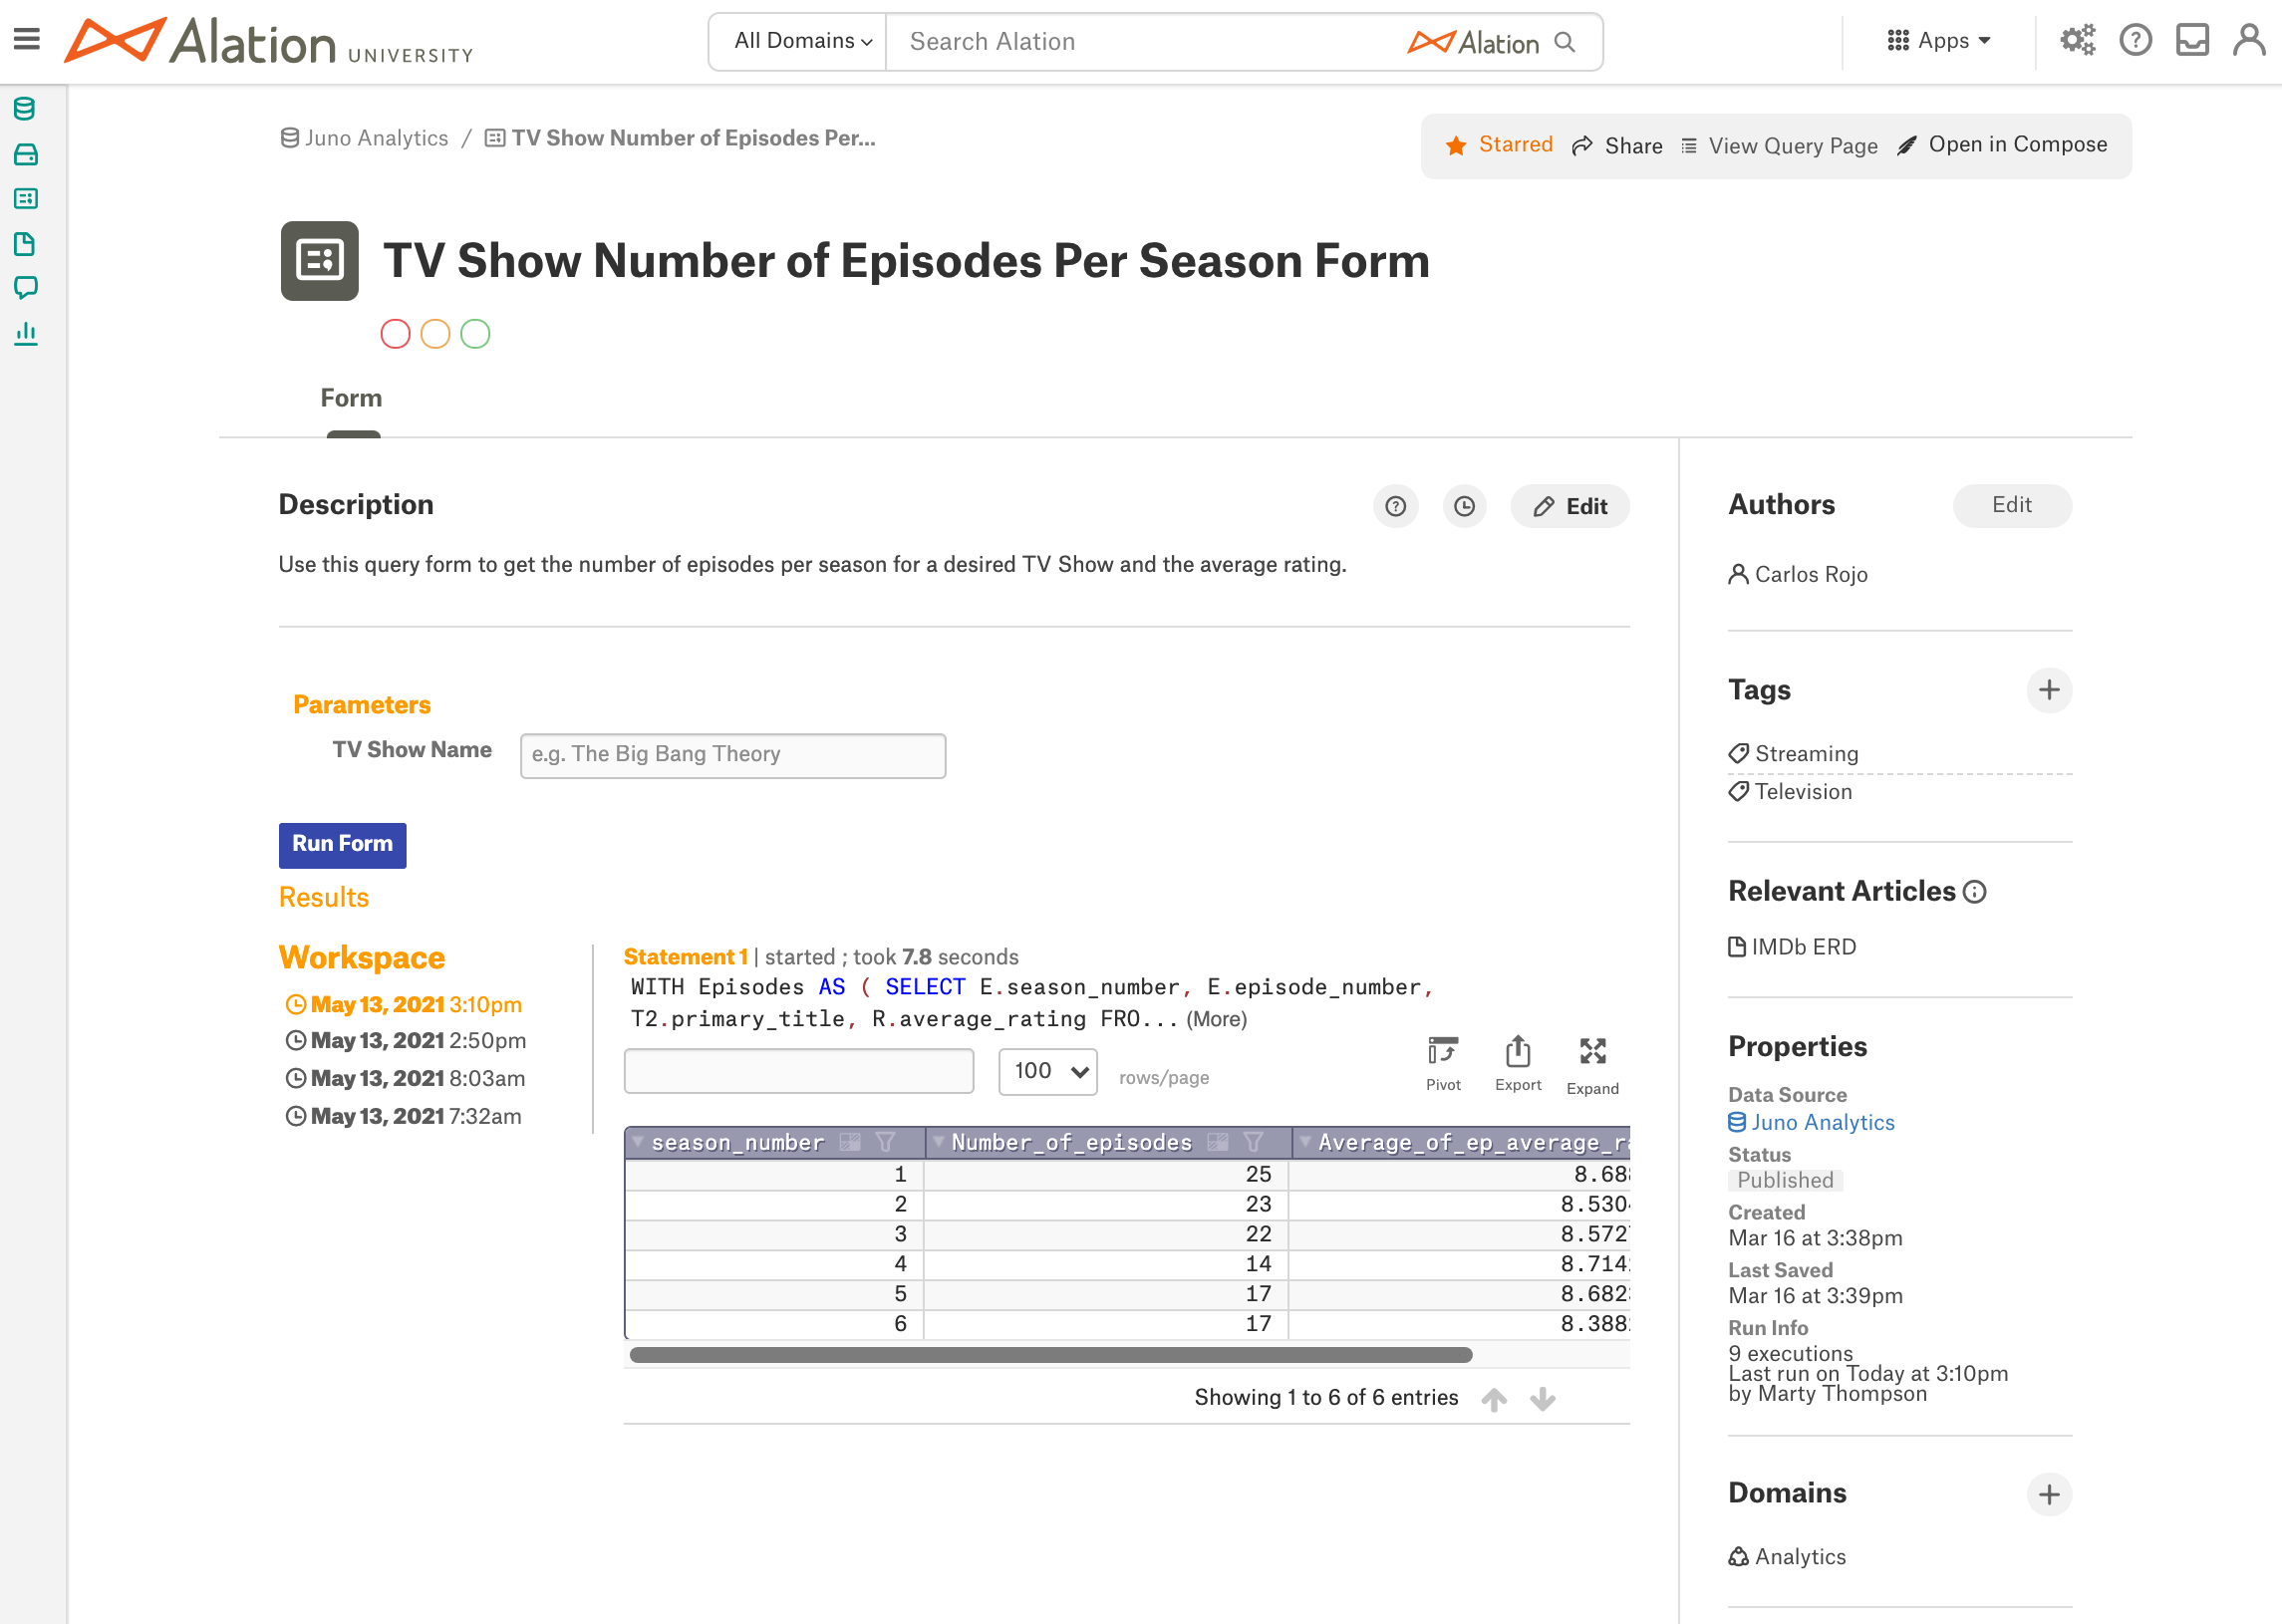 Alation UNIVERSITY
All Domains
Search Alation
Alation
Apps
Juno Analytics / TV Show Number of Episodes Per...
Starred
Share
View Query Page
Open in Compose
TV Show Number of Episodes Per Season Form
Form
Description
Edit
Use this query form to get the number of episodes per season for a desired TV Show and the average rating.
Parameters
TV Show Name
e.g. The Big Bang Theory
Run Form
Results
Workspace
May 13, 2021 3:10pm
May 13, 2021 2:50pm
May 13, 2021 8:03am
May 13, 2021 7:32am
Statement 1 | started ; took 7.8 seconds
WITH Episodes AS ( SELECT E.season_number, E.episode_number,
T2.primary_title, R.average_rating FRO... (More)
100
rows/page
Pivot
Export
Expand
season_number Number_of_episodes Average_of_ep_average_ra
1 25 8.68
2 23 8.530
3 22 8.572
4 14 8.714
5 17 8.682
6 17 8.388
Showing 1 to 6 of 6 entries
Authors
Edit
Carlos Rojo
Tags
Streaming
Television
Relevant Articles
IMDb ERD
Properties
Data Source
Juno Analytics
Status
Published
Created
Mar 16 at 3:38pm
Last Saved
Mar 16 at 3:39pm
Run Info
9 executions
Last run on Today at 3:10pm
by Marty Thompson
Domains
Analytics